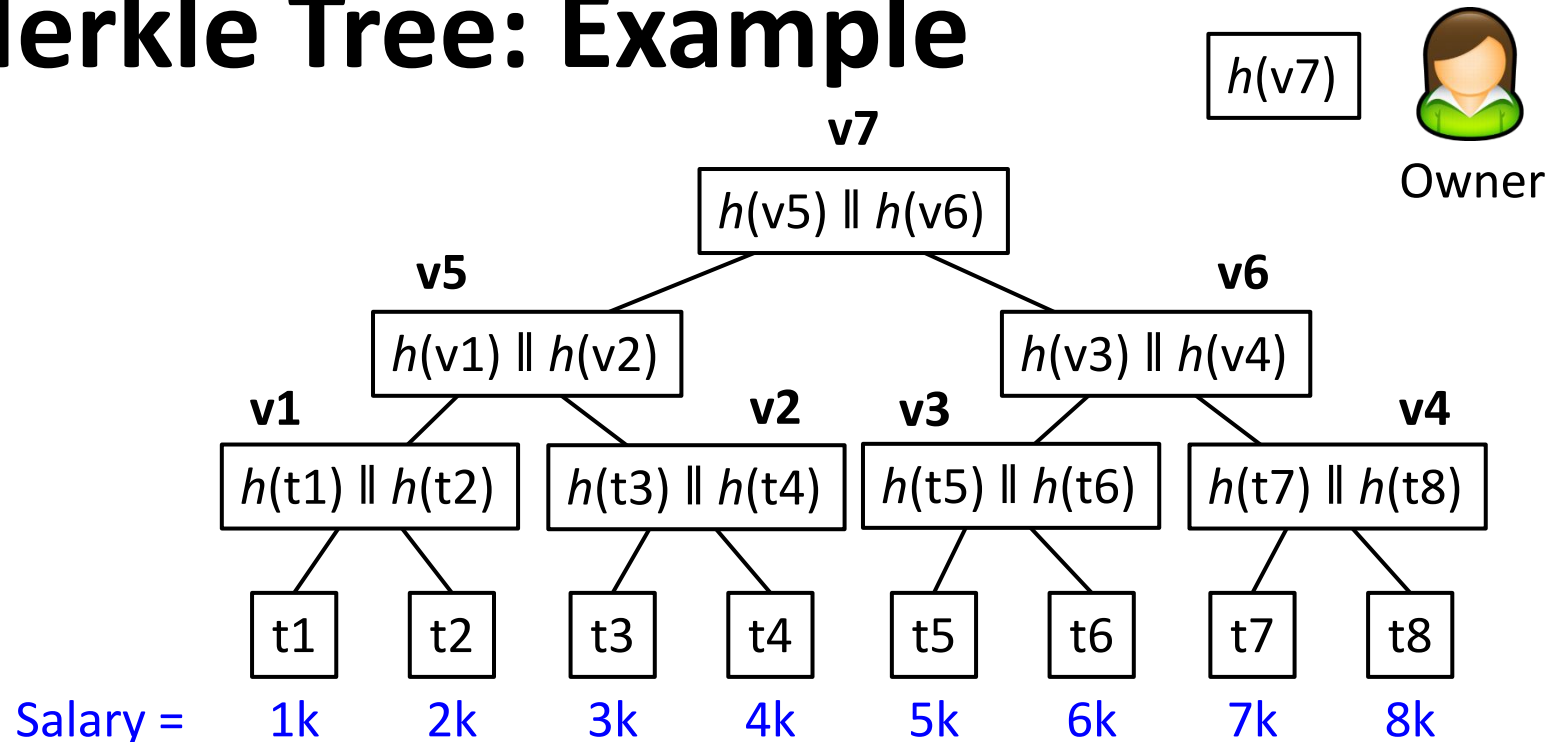 Tree: Example
h(v7)
Owner
v7
h(v5) ‖ h(v6)
v5 v6
h(v1) ‖ h(v2) h(v3) ‖ h(v4)
v1 v2 v3 v4
h(t1) ‖ h(t2) h(t3) ‖ h(t4) h(t5) ‖ h(t6) h(t7) ‖ h(t8)
t1 t2 t3 t4 t5 t6 t7 t8
Salary = 1k 2k 3k 4k 5k 6k 7k 8k